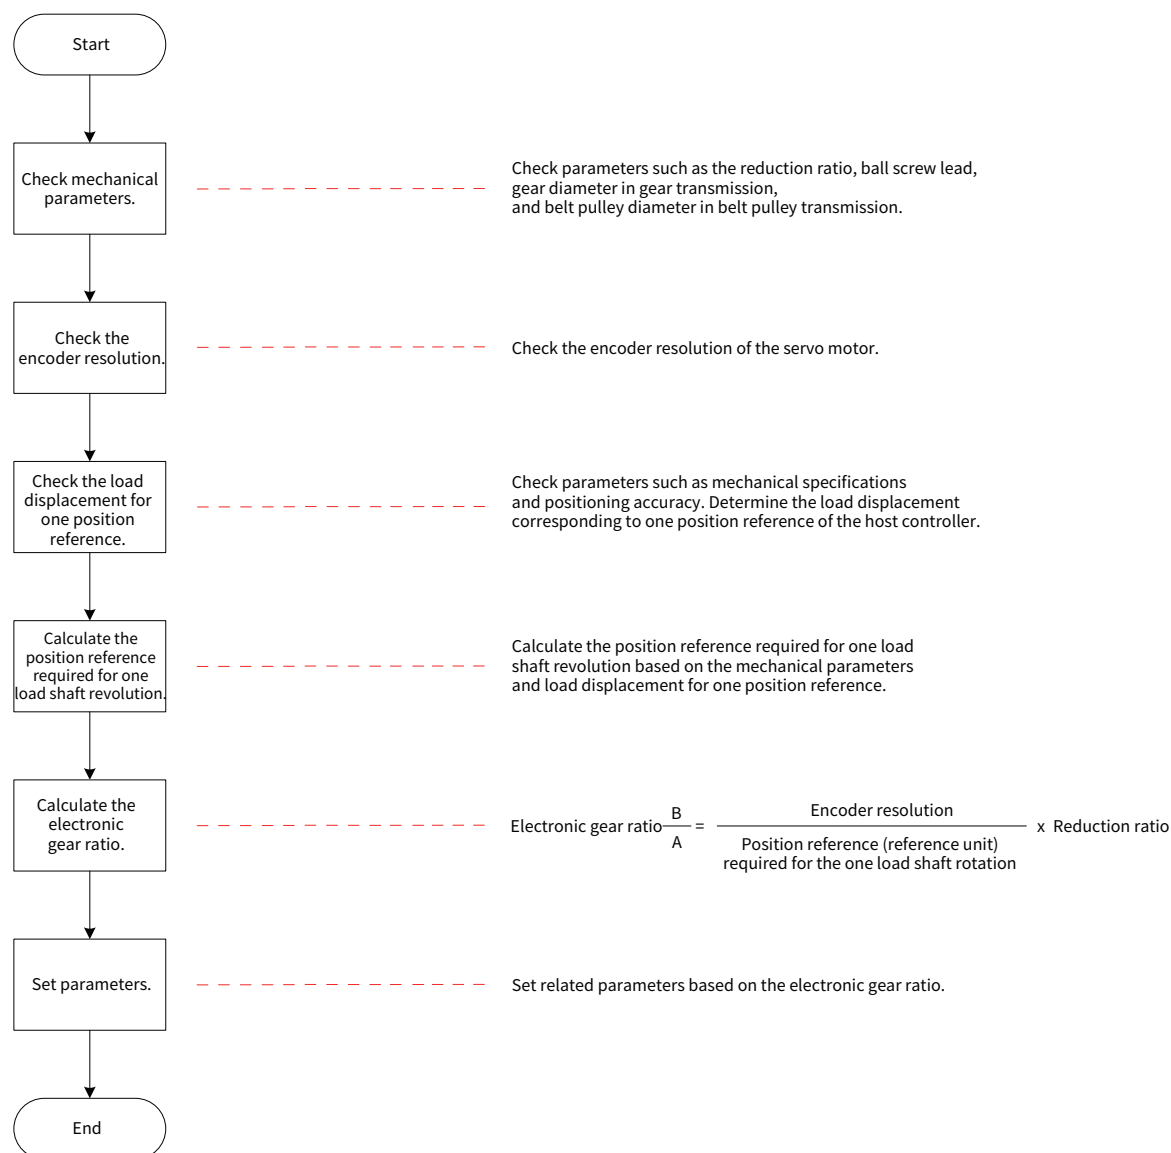 Start
Check mechanical
parameters.
Check parameters such as the reduction ratio, ball screw lead,
gear diameter in gear transmission,
and belt pulley diameter in belt pulley transmission.
Check the
encoder resolution.
Check the encoder resolution of the servo motor.
Check the load
displacement for
one position
reference.
Check parameters such as mechanical specifications
and positioning accuracy. Determine the load displacement
corresponding to one position reference of the host controller.
Calculate the
position reference
required for one
load shaft revolution.
Calculate the position reference required for one load
shaft revolution based on the mechanical parameters
and load displacement for one position reference.
Calculate the
electronic
gear ratio.
Electronic gear ratio B/A = Encoder resolution
x Reduction ratio
Position reference (reference unit)
required for the one load shaft rotation
Set parameters.
Set related parameters based on the electronic gear ratio.
End